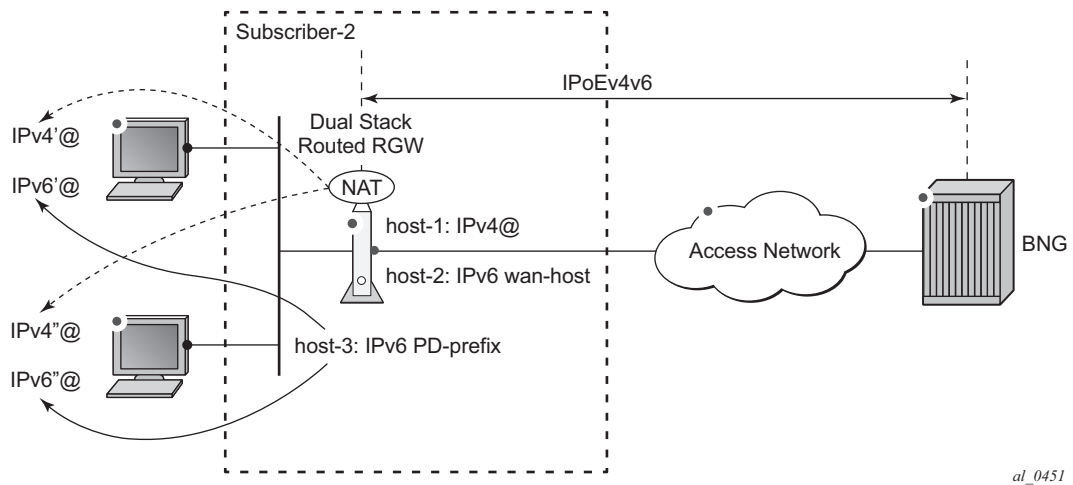 Subscriber-2
IPoEv4v6
Dual Stack
Routed RGW
IPv4'@
IPv6'@
NAT
host-1: IPv4@
host-2: IPv6 wan-host
Access Network
BNG
IPv4"@
IPv6"@
host-3: IPv6 PD-prefix
al_0451